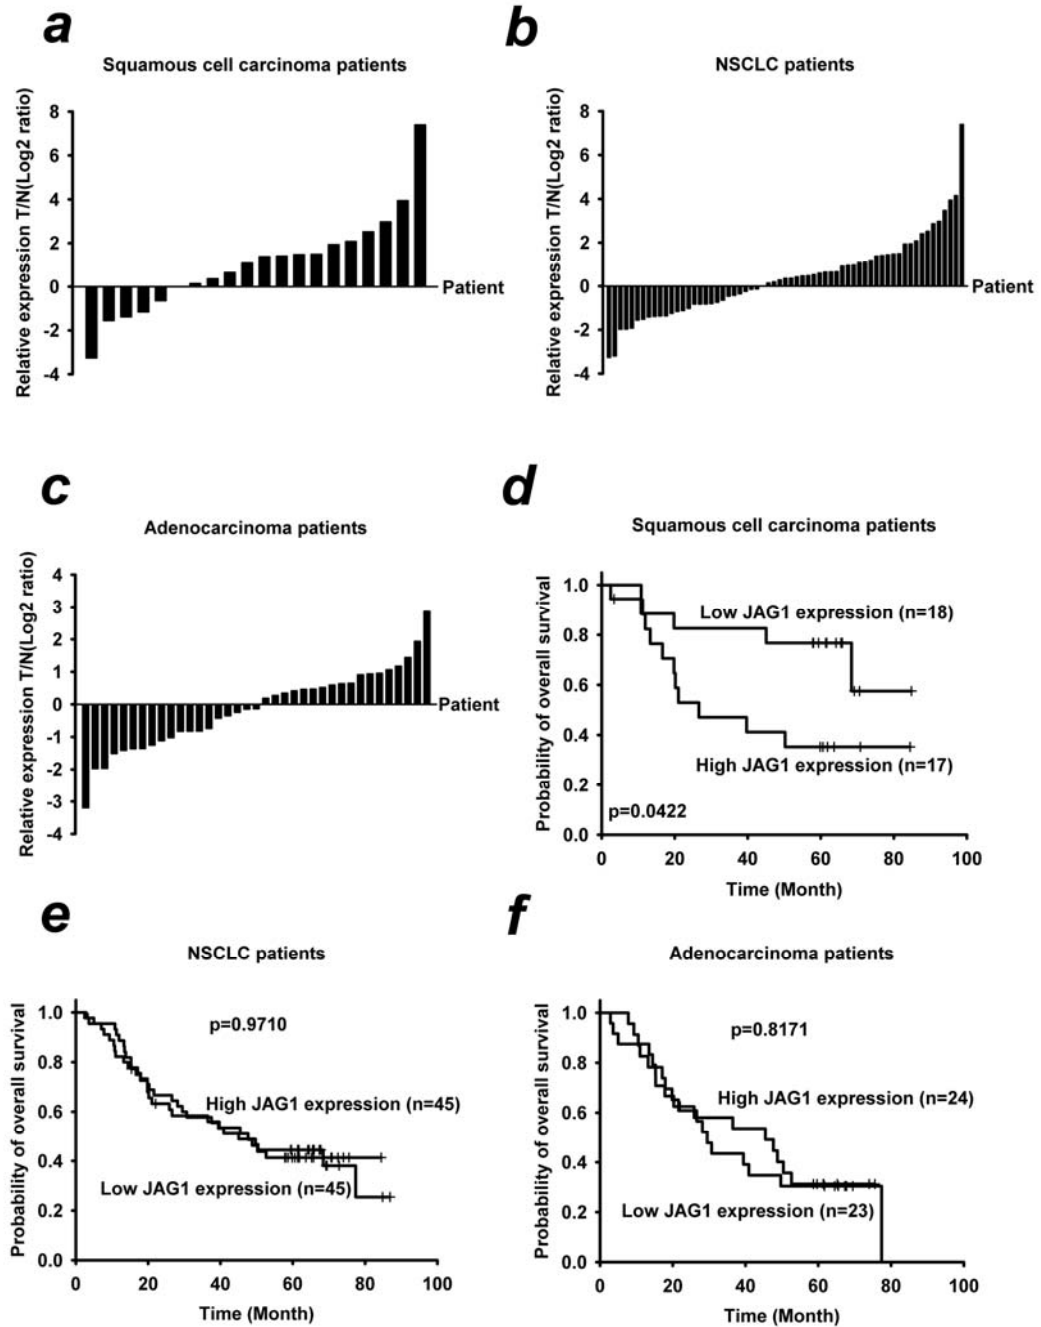 a
Squamous cell carcinoma patients
Relative expression T/N(Log2 ratio)
8
6
4
2
0
-2
-4
Patient
b
NSCLC patients
Relative expression T/N(Log2 ratio)
8
6
4
2
0
-2
-4
Patient
c
Adenocarcinoma patients
Relative expression T/N(Log2 ratio)
4
3
2
1
0
-1
-2
-3
-4
Patient
d
Squamous cell carcinoma patients
Probability of overall survival
1.0
0.8
0.6
0.4
0.2
0.0
Low JAG1 expression (n=18)
High JAG1 expression (n=17)
p=0.0422
0 20 40 60 80 100
Time (Month)
e
NSCLC patients
Probability of overall survival
1.0
0.8
0.6
0.4
0.2
0.0
p=0.9710
High JAG1 expression (n=45)
Low JAG1 expression (n=45)
0 20 40 60 80 100
Time (Month)
f
Adenocarcinoma patients
Probability of overall survival
1.0
0.8
0.6
0.4
0.2
0.0
p=0.8171
High JAG1 expression (n=24)
Low JAG1 expression (n=23)
0 20 40 60 80 100
Time (Month)